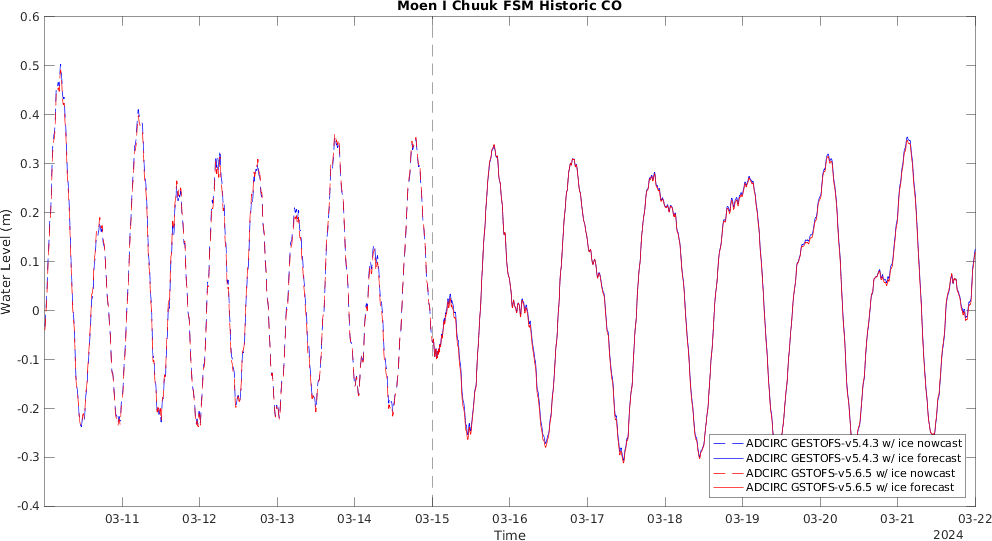 Moen I Chuuk FSM Historic CO
0.6
0.5
0.4
0.3
0.2
0.1
0
-0.1
-0.2
-0.3
-0.4
Water Level (m)
ADCIRC GESTOFS-v5.4.3 w/ ice nowcast
ADCIRC GESTOFS-v5.4.3 w/ ice forecast
ADCIRC GSTOFS-v5.6.5 w/ ice nowcast
ADCIRC GSTOFS-v5.6.5 w/ ice forecast
03-11 03-12 03-13 03-14 03-15 03-16 03-17 03-18 03-19 03-20 03-21 03-22
Time
2024